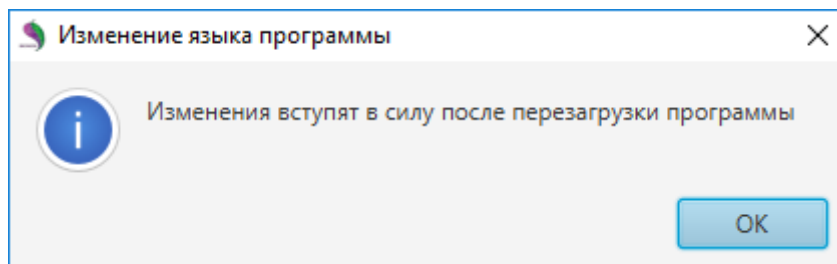 Изменение языка программы
Изменения вступят в силу после перезагрузки программы
OK